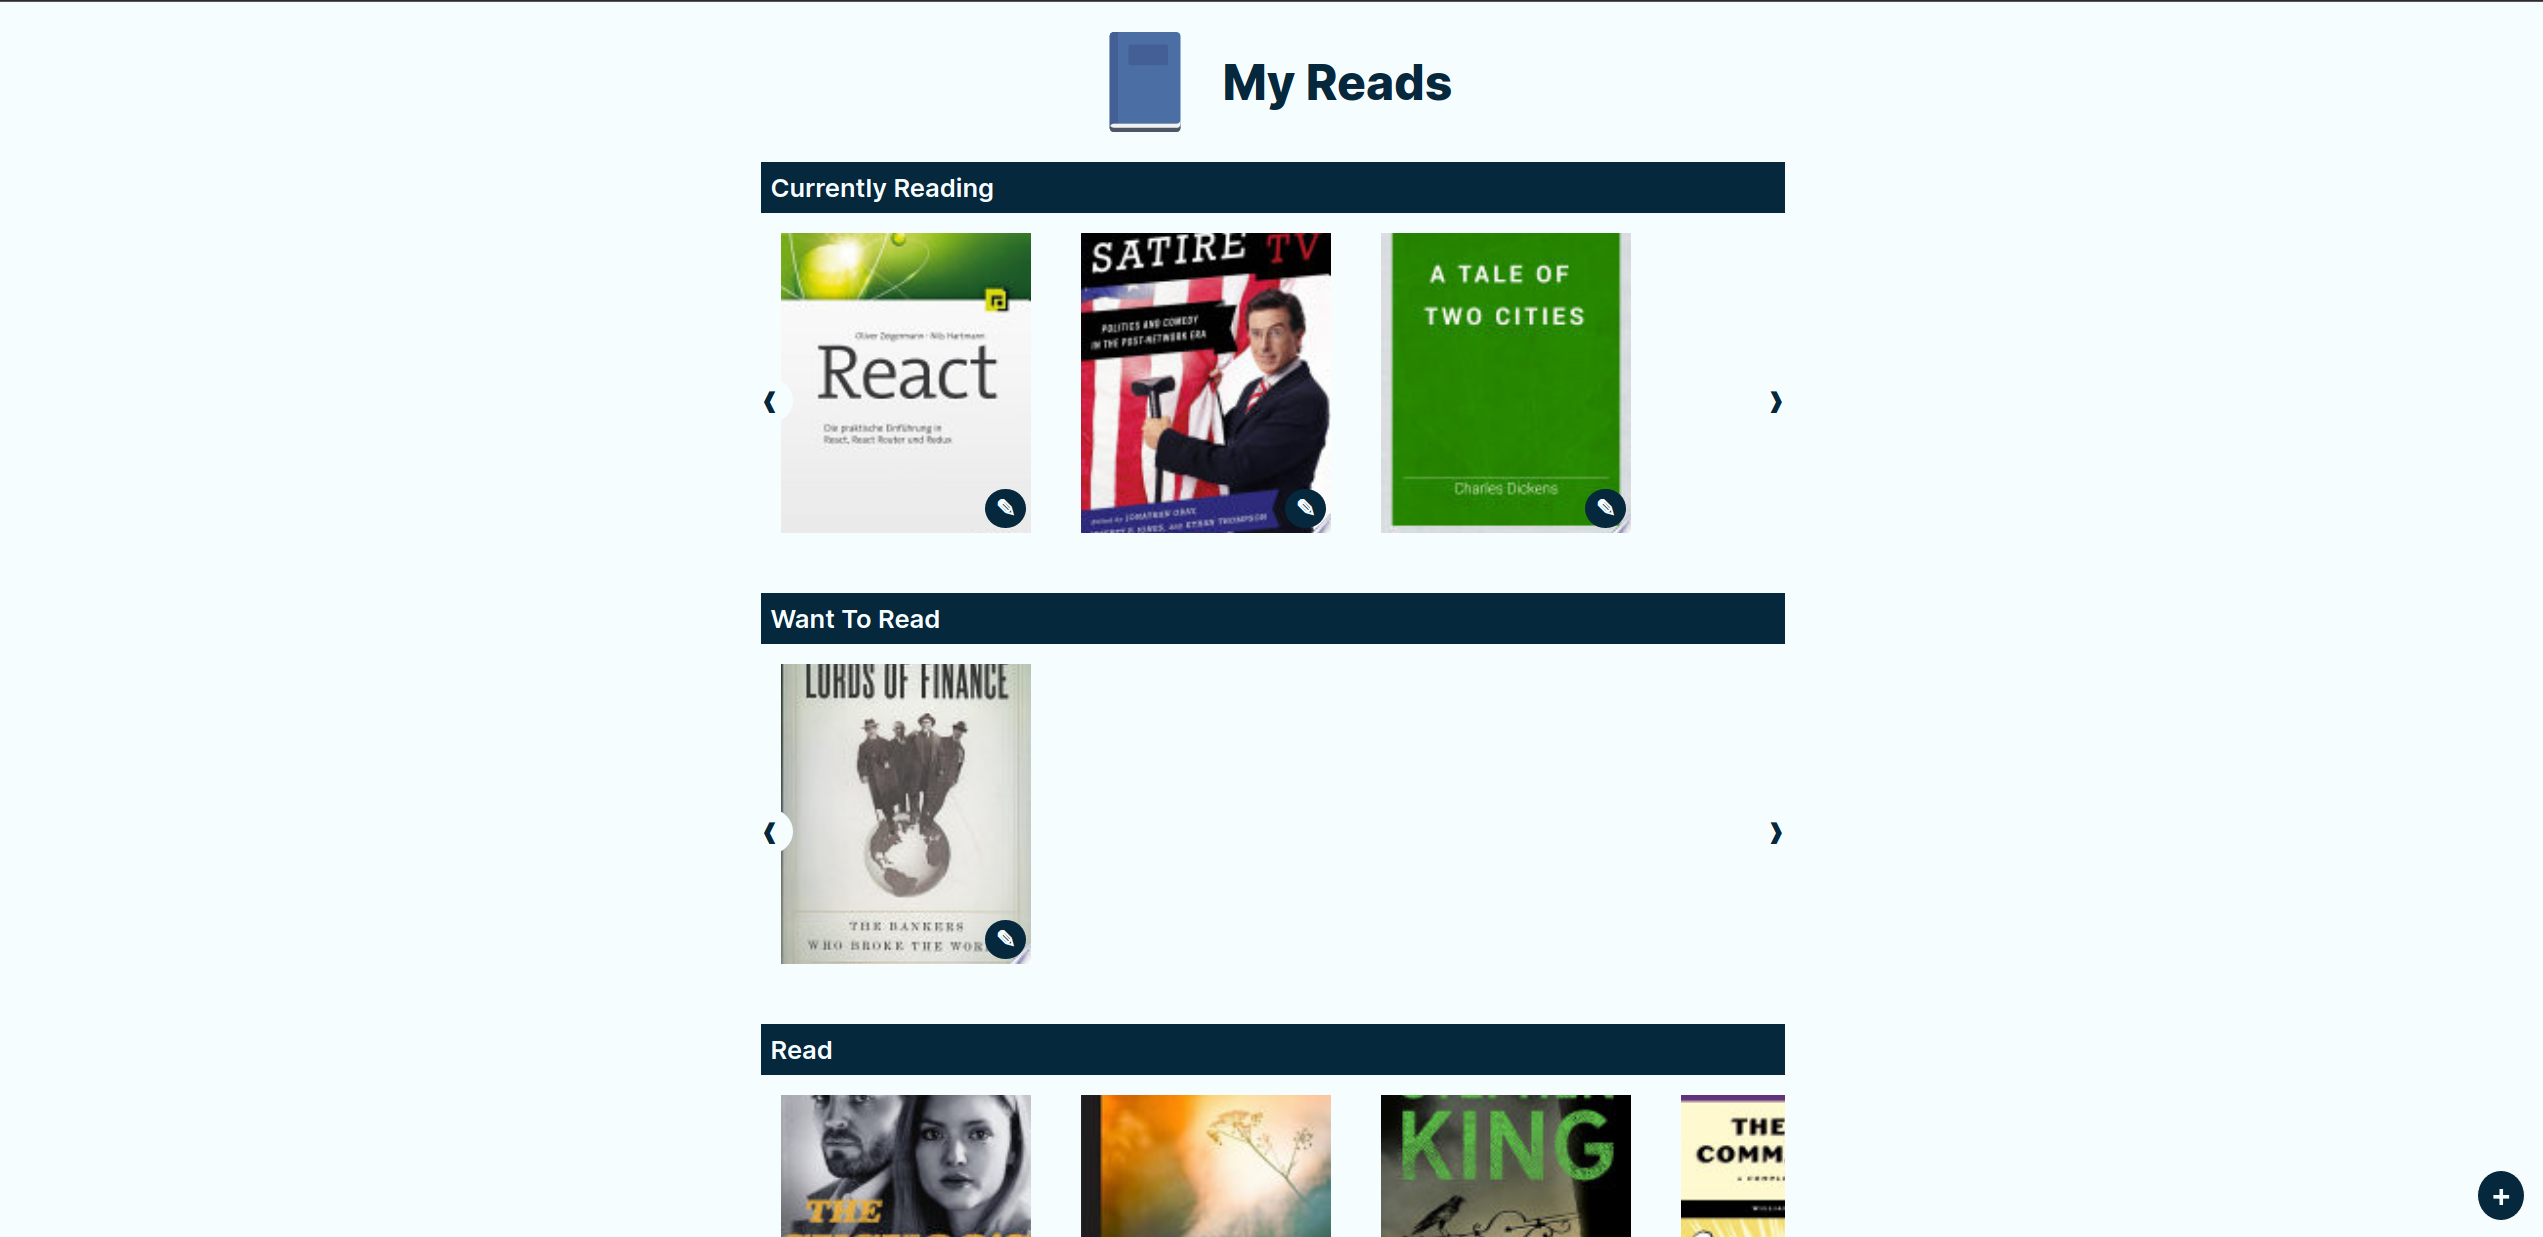 My Reads
Currently Reading
Oliver Zeigermann · Nils Hartmann
React
Die praktische Einführung in
React, React Router und Redux
SATIRE TV
POLITICS AND COMEDY
IN THE POST-NETWORK ERA
Edited by JONATHAN GRAY,
JONES, AND ETHAN THOMPSON
A TALE OF
TWO CITIES
Charles Dickens
Want To Read
LORDS OF FINANCE
THE BANKERS
WHO BROKE THE WOR
Read
THE
STEPHEN
KING
THE
COMM
A COMPL
WILLIA